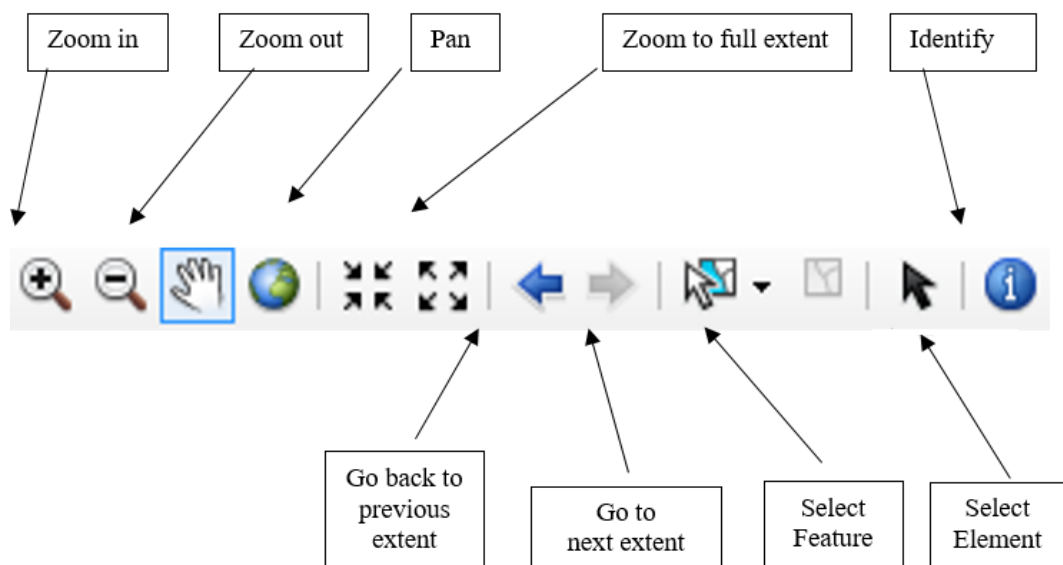 Zoom in
Zoom out
Pan
Zoom to full extent
Identify
Go back to
previous
extent
Go to
next extent
Select
Feature
Select
Element